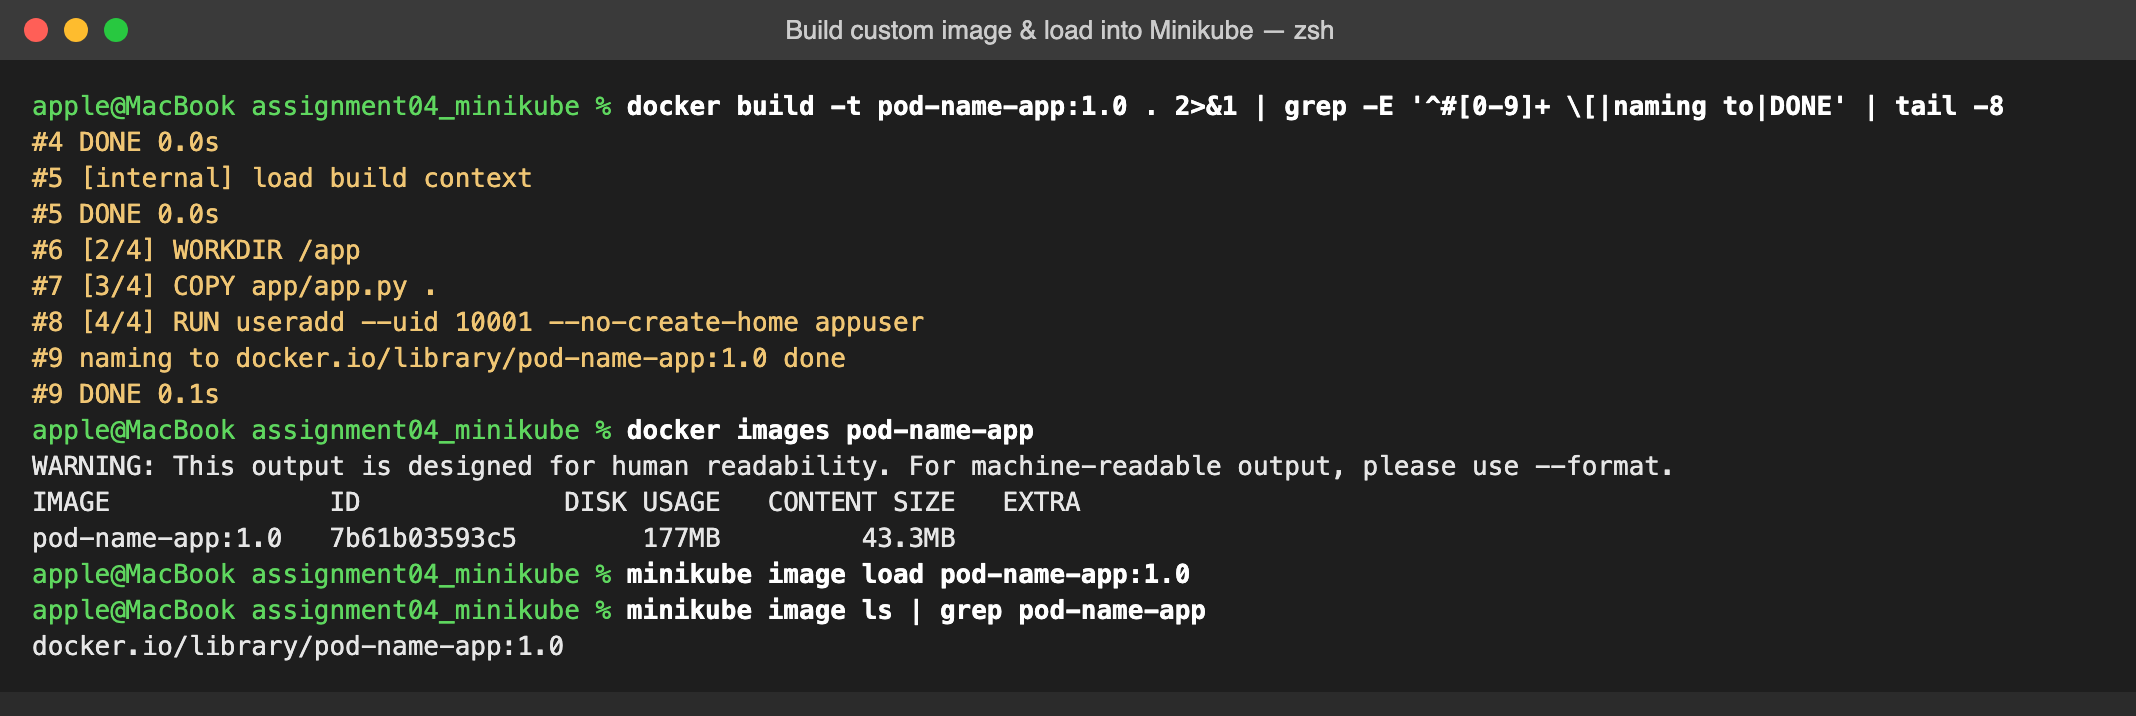 Build custom image & load into Minikube — zsh
apple@MacBook assignment04_minikube % docker build -t pod-name-app:1.0 . 2>&1 | grep -E '^#[0-9]+ \[|naming to|DONE' | tail -8
#4 DONE 0.0s
#5 [internal] load build context
#5 DONE 0.0s
#6 [2/4] WORKDIR /app
#7 [3/4] COPY app/app.py .
#8 [4/4] RUN useradd --uid 10001 --no-create-home appuser
#9 naming to docker.io/library/pod-name-app:1.0 done
#9 DONE 0.1s
apple@MacBook assignment04_minikube % docker images pod-name-app
WARNING: This output is designed for human readability. For machine-readable output, please use --format.
IMAGE              ID             DISK USAGE   CONTENT SIZE   EXTRA
pod-name-app:1.0   7b61b03593c5        177MB         43.3MB
apple@MacBook assignment04_minikube % minikube image load pod-name-app:1.0
apple@MacBook assignment04_minikube % minikube image ls | grep pod-name-app
docker.io/library/pod-name-app:1.0